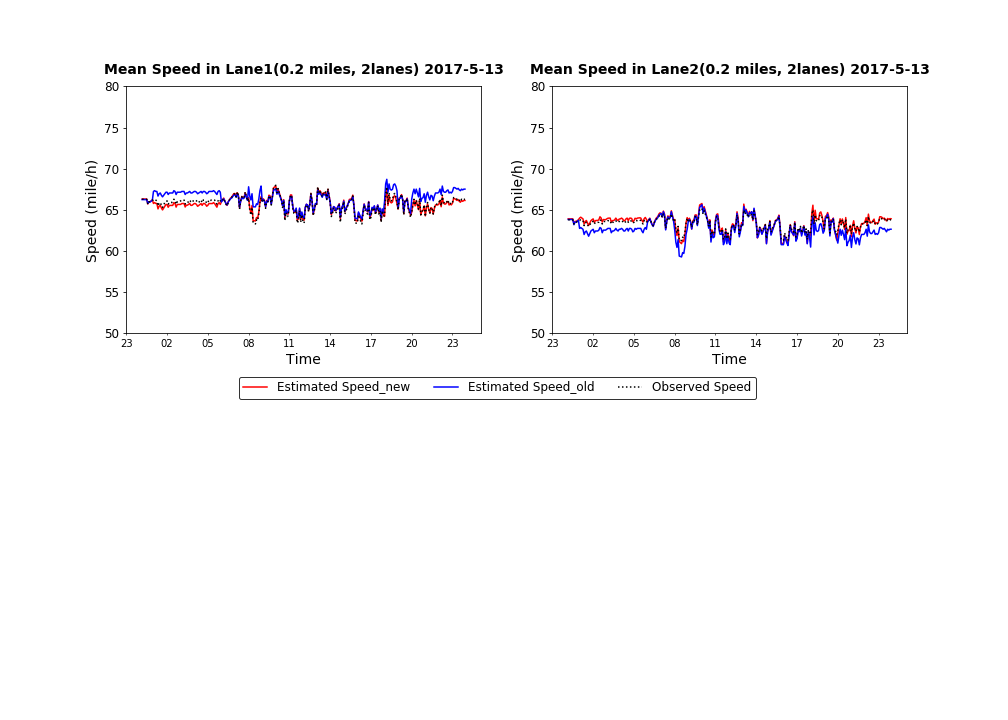 Mean Speed in Lane1(0.2 miles, 2lanes) 2017-5-13
80
75
70
65
60
55
50
Speed (mile/h)
23 02 05 08 11 14 17 20 23
Time
Mean Speed in Lane2(0.2 miles, 2lanes) 2017-5-13
80
75
70
65
60
55
50
Speed (mile/h)
23 02 05 08 11 14 17 20 23
Time
Estimated Speed_new Estimated Speed_old Observed Speed